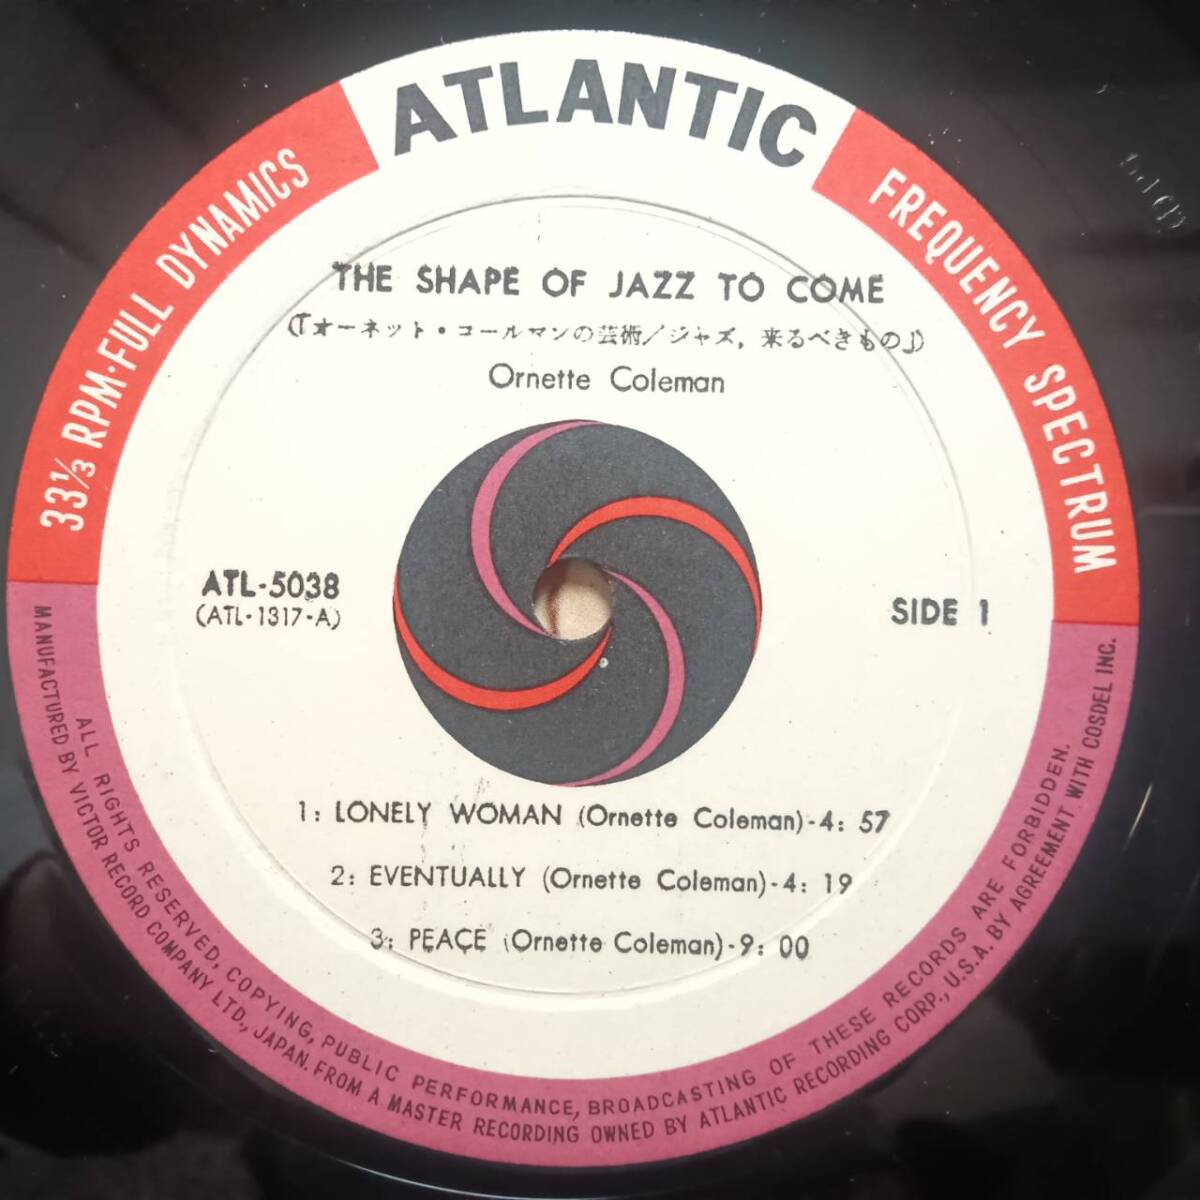 ATLANTIC
33⅓ RPM·FULL DYNAMICS
FREQUENCY SPECTRUM
THE SHAPE OF JAZZ TO COME
(『オーネット・コールマンの芸術/ジャズ,来るべきもの』)
Ornette Coleman
ATL-5038
(ATL-1317-A)
SIDE 1
1: LONELY WOMAN (Ornette Coleman)-4: 57
2: EVENTUALLY (Ornette Coleman)-4: 19
3: PEACE (Ornette Coleman)-9: 00
ALL RIGHTS RESERVED, COPYING, PUBLIC PERFORMANCE, BROADCASTING OF THESE RECORDS ARE FORBIDDEN.
MANUFACTURED BY VICTOR RECORD COMPANY LTD., JAPAN. FROM A MASTER RECORDING OWNED BY ATLANTIC RECORDING CORP., U.S.A. BY AGREEMENT WITH COSDEL INC.